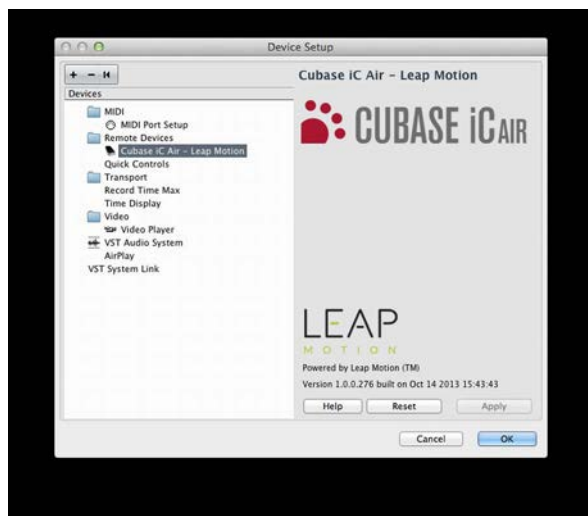 Device Setup
Cubase iC Air – Leap Motion
Devices
MIDI
MIDI Port Setup
Remote Devices
Cubase iC Air – Leap Motion
Quick Controls
Transport
Record Time Max
Time Display
Video
Video Player
VST Audio System
AirPlay
VST System Link
CUBASE iC AIR
LEAP
MOTION
Powered by Leap Motion (TM)
Version 1.0.0.276 built on Oct 14 2013 15:43:43
Help Reset Apply
Cancel OK